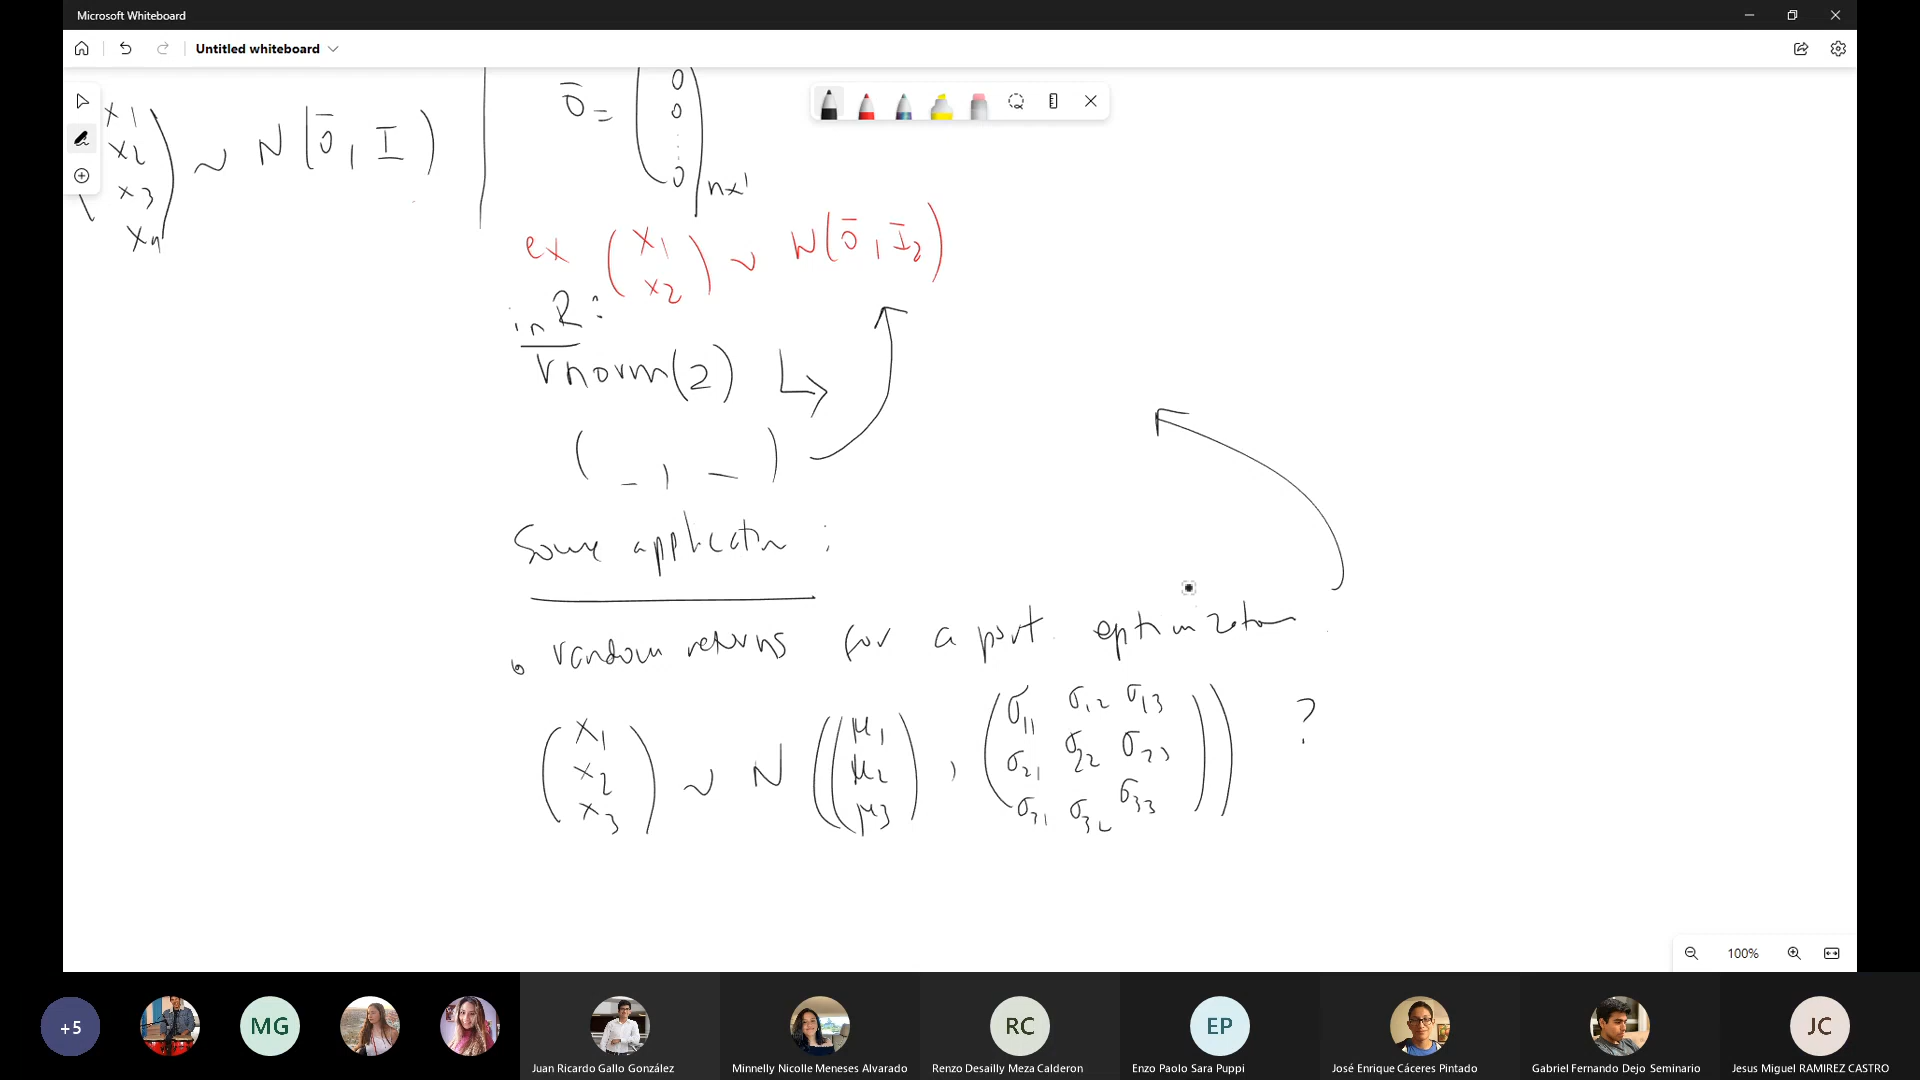 Microsoft Whiteboard
Untitled whiteboard
x1
x2
x3
xn
~ N(0̄, I)
0̄ =
0
0
⋮
0
nx1
ex (x1 x2) ~ N(0̄, I2)
in R:
rnorm(2)
( _ , _ )
Some applicatn :
random returns for a port. optimization
x1
x2
x3
~ N
μ1
μ2
μ3
,
σ11 σ12 σ13
σ21 σ22 σ23
σ31 σ32 σ33
?
100%
+5
MG
RC
EP
JC
Juan Ricardo Gallo González
Minnelly Nicolle Meneses Alvarado
Renzo Desailly Meza Calderon
Enzo Paolo Sara Puppi
José Enrique Cáceres Pintado
Gabriel Fernando Dejo Seminario
Jesus Miguel RAMIREZ CASTRO